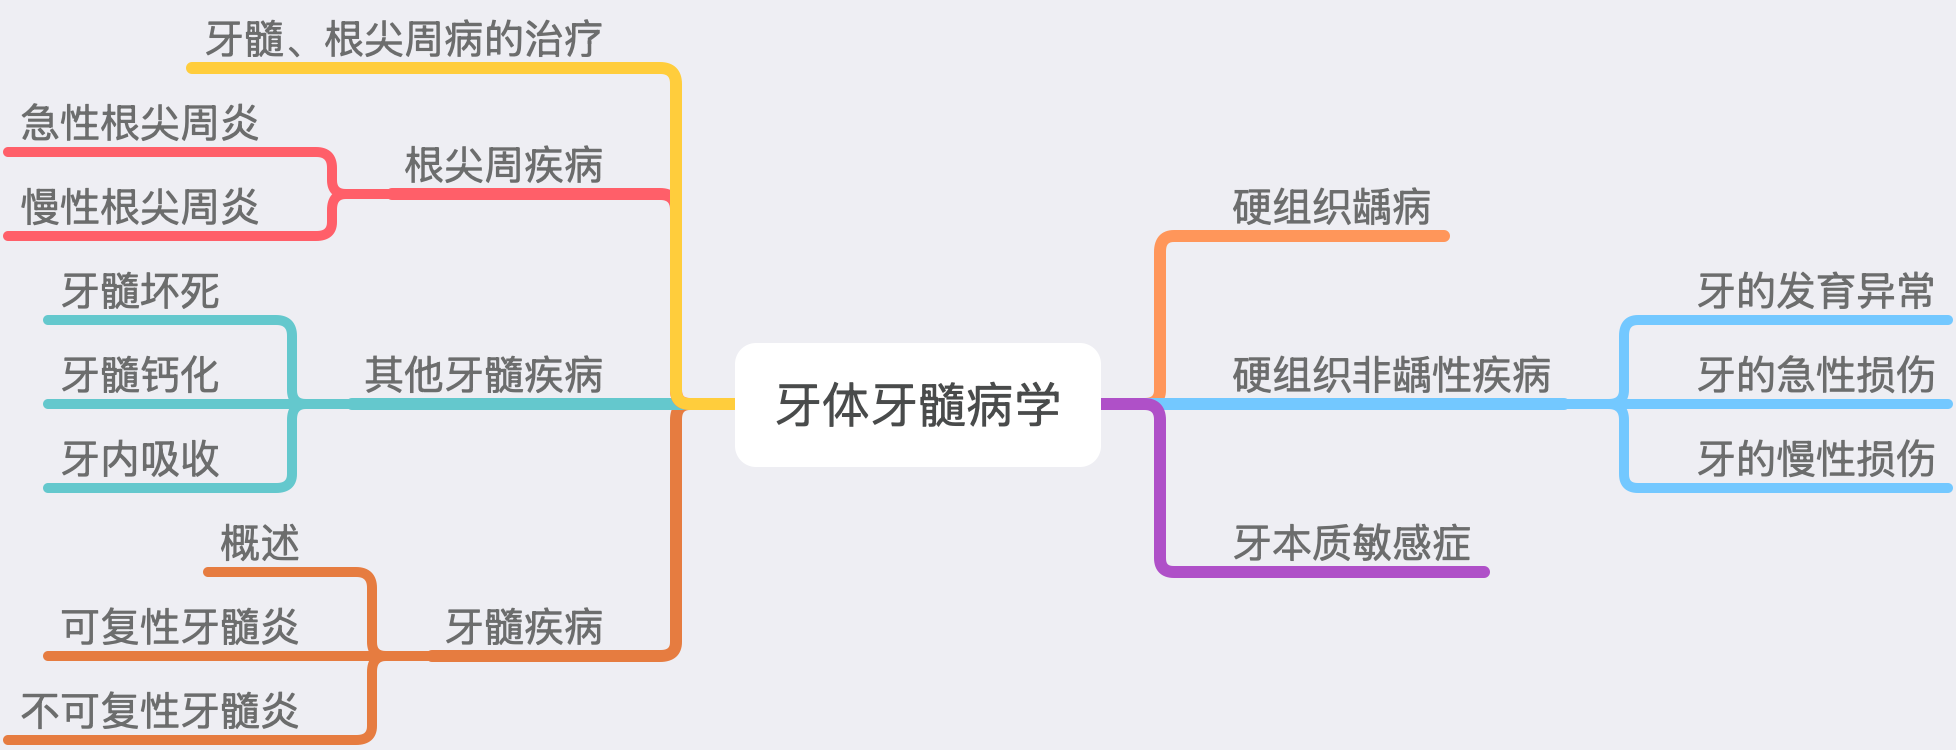 牙体牙髓病学
硬组织龋病
硬组织非龋性疾病
牙的发育异常
牙的急性损伤
牙的慢性损伤
牙本质敏感症
牙髓疾病
概述
可复性牙髓炎
不可复性牙髓炎
其他牙髓疾病
牙髓坏死
牙髓钙化
牙内吸收
根尖周疾病
急性根尖周炎
慢性根尖周炎
牙髓、根尖周病的治疗